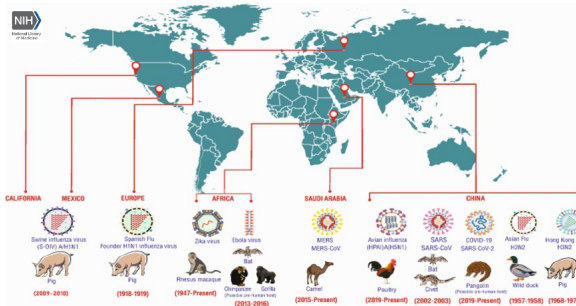 NIH
National Library
of Medicine
CALIFORNIA
MEXICO
EUROPE
AFRICA
SAUDI ARABIA
CHINA
Swine influenza virus
(S-OIV) A/H1N1
Pig
(2009-2010)
Spanish Flu
Founder H1N1 influenza virus
Pig
(1918-1919)
Zika virus
Rhesus macaque
(1947-Present)
Ebola virus
Bat
Chimpanzee
Gorilla
(Possible pre-human host)
(2013-2016)
MERS
MERS-CoV
Camel
(2015-Present)
Avian influenza
(HPAI/A(H5N1)
Poultry
SARS
SARS-CoV
Bat
Civet
(2002-2003)
COVID-19
SARS-CoV-2
Pangolin
(Possible pre-human host)
(2019-Present)
Asian Flu
H2N2
Wild duck
(1957-1958)
Hong Kong
H3N2
Pig